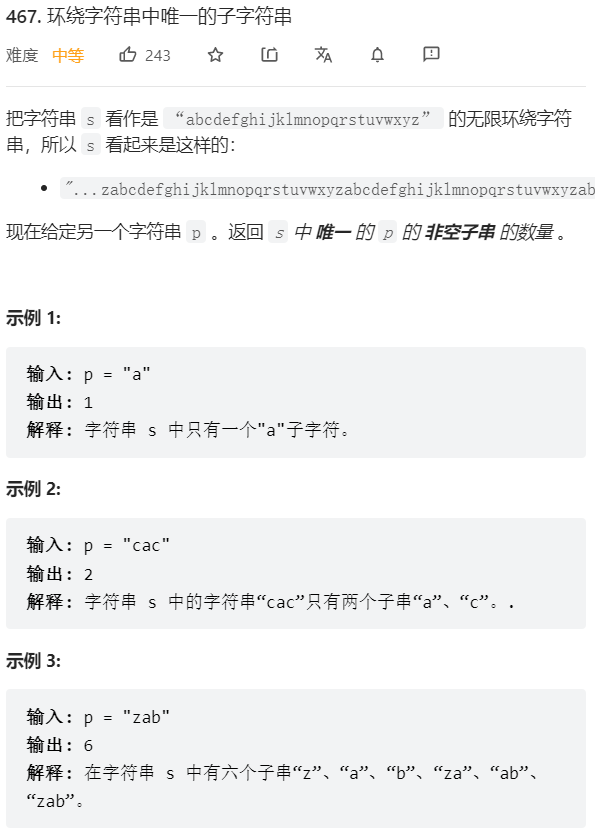 467. 环绕字符串中唯一的子字符串
难度 中等 243
把字符串 s 看作是 “abcdefghijklmnopqrstuvwxyz” 的无限环绕字符
串，所以 s 看起来是这样的：
• "...zabcdefghijklmnopqrstuvwxyzabcdefghijklmnopqrstuvwxyzab
现在给定另一个字符串 p 。返回 s 中 唯一 的 p 的 非空子串 的数量 。
示例 1:
输入: p = "a"
输出: 1
解释: 字符串 s 中只有一个"a"子字符。
示例 2:
输入: p = "cac"
输出: 2
解释: 字符串 s 中的字符串“cac”只有两个子串“a”、“c”。.
示例 3:
输入: p = "zab"
输出: 6
解释: 在字符串 s 中有六个子串“z”、“a”、“b”、“za”、“ab”、
“zab”。